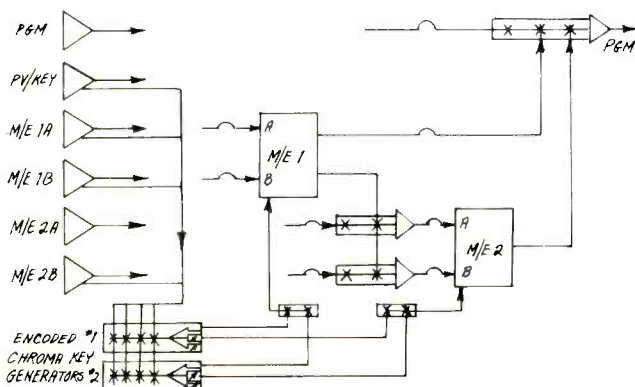 PGM
PV/KEY
M/E 1A
M/E 1B
M/E 2A
M/E 2B
ENCODED #1
CHROMA KEY
GENERATORS #2
A
M/E 1
B
A
M/E 2
B
PGM